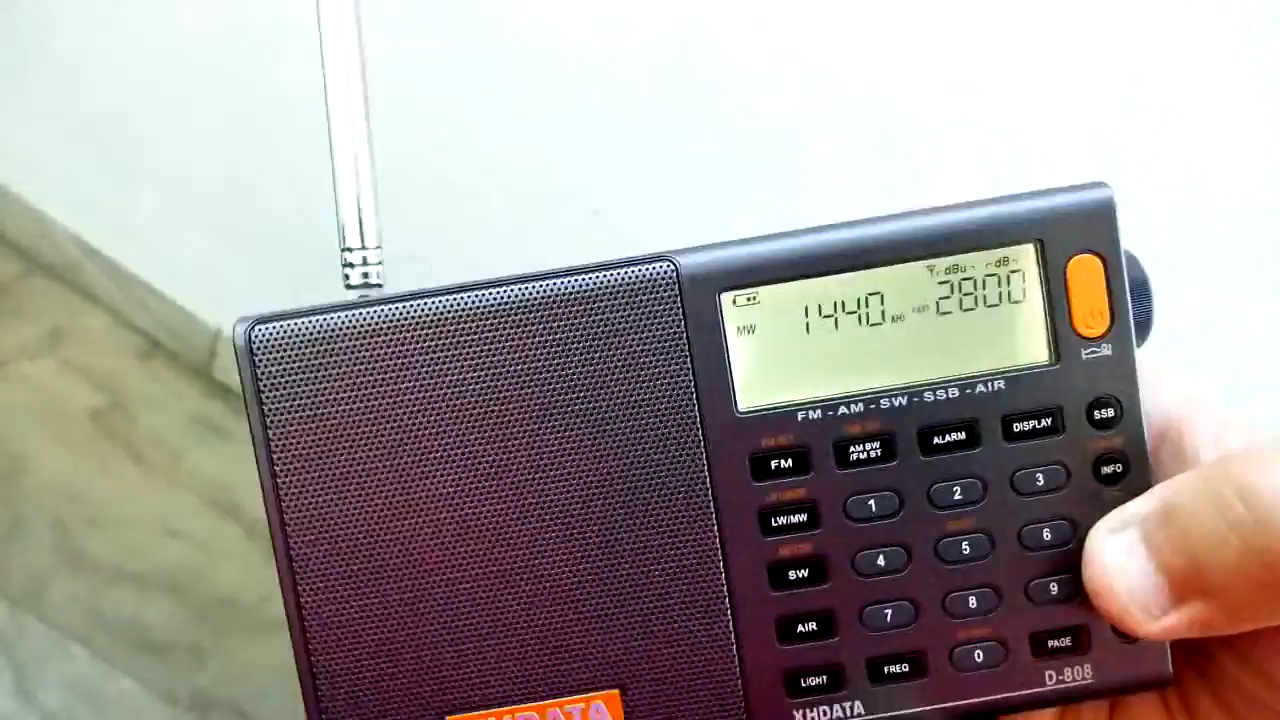 dBu dB
MW 1440 KHz 2800
FM - AM - SW - SSB - AIR
FM AM BW /FM ST ALARM DISPLAY SSB
LW/MW 1 2 3 INFO
SW 4 5 6
AIR 7 8 9
LIGHT FREQ 0 PAGE
XHDATA D-808
XHDATA